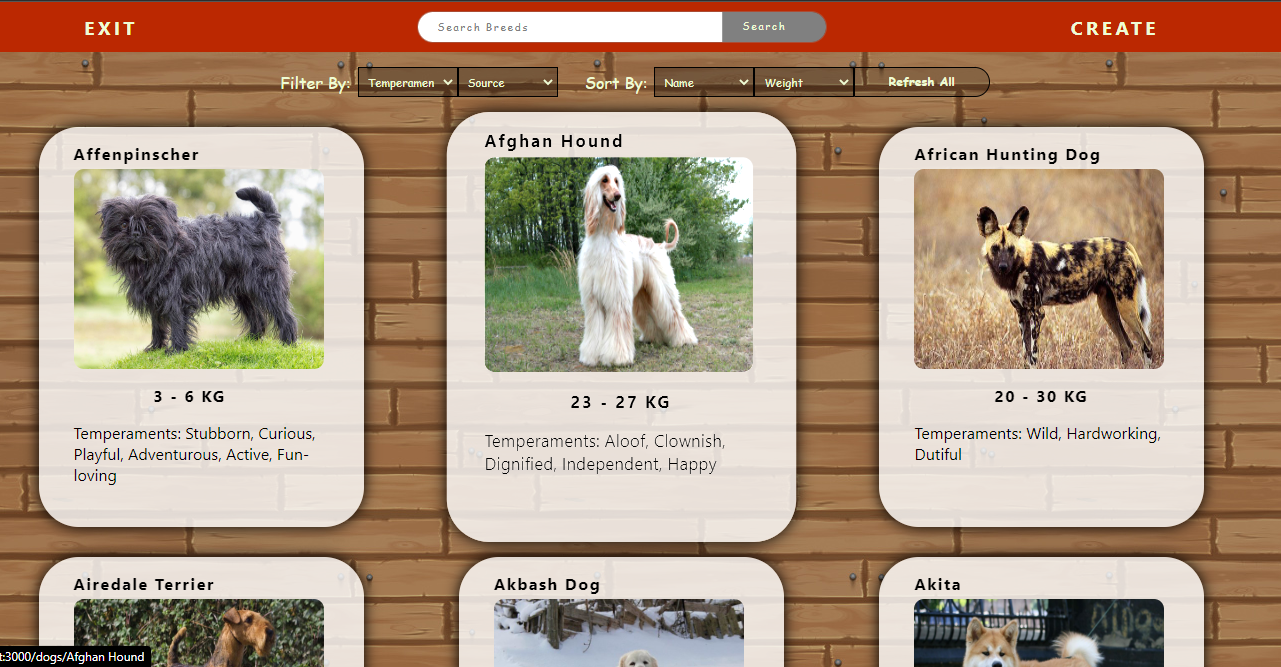 EXIT
Search Breeds
Search
CREATE
Filter By:
Temperamen
Source
Sort By:
Name
Weight
Refresh All
Affenpinscher
3 - 6 KG
Temperaments: Stubborn, Curious,
Playful, Adventurous, Active, Fun-
loving
Afghan Hound
23 - 27 KG
Temperaments: Aloof, Clownish,
Dignified, Independent, Happy
African Hunting Dog
20 - 30 KG
Temperaments: Wild, Hardworking,
Dutiful
Airedale Terrier
Akbash Dog
Akita
t:3000/dogs/Afghan Hound